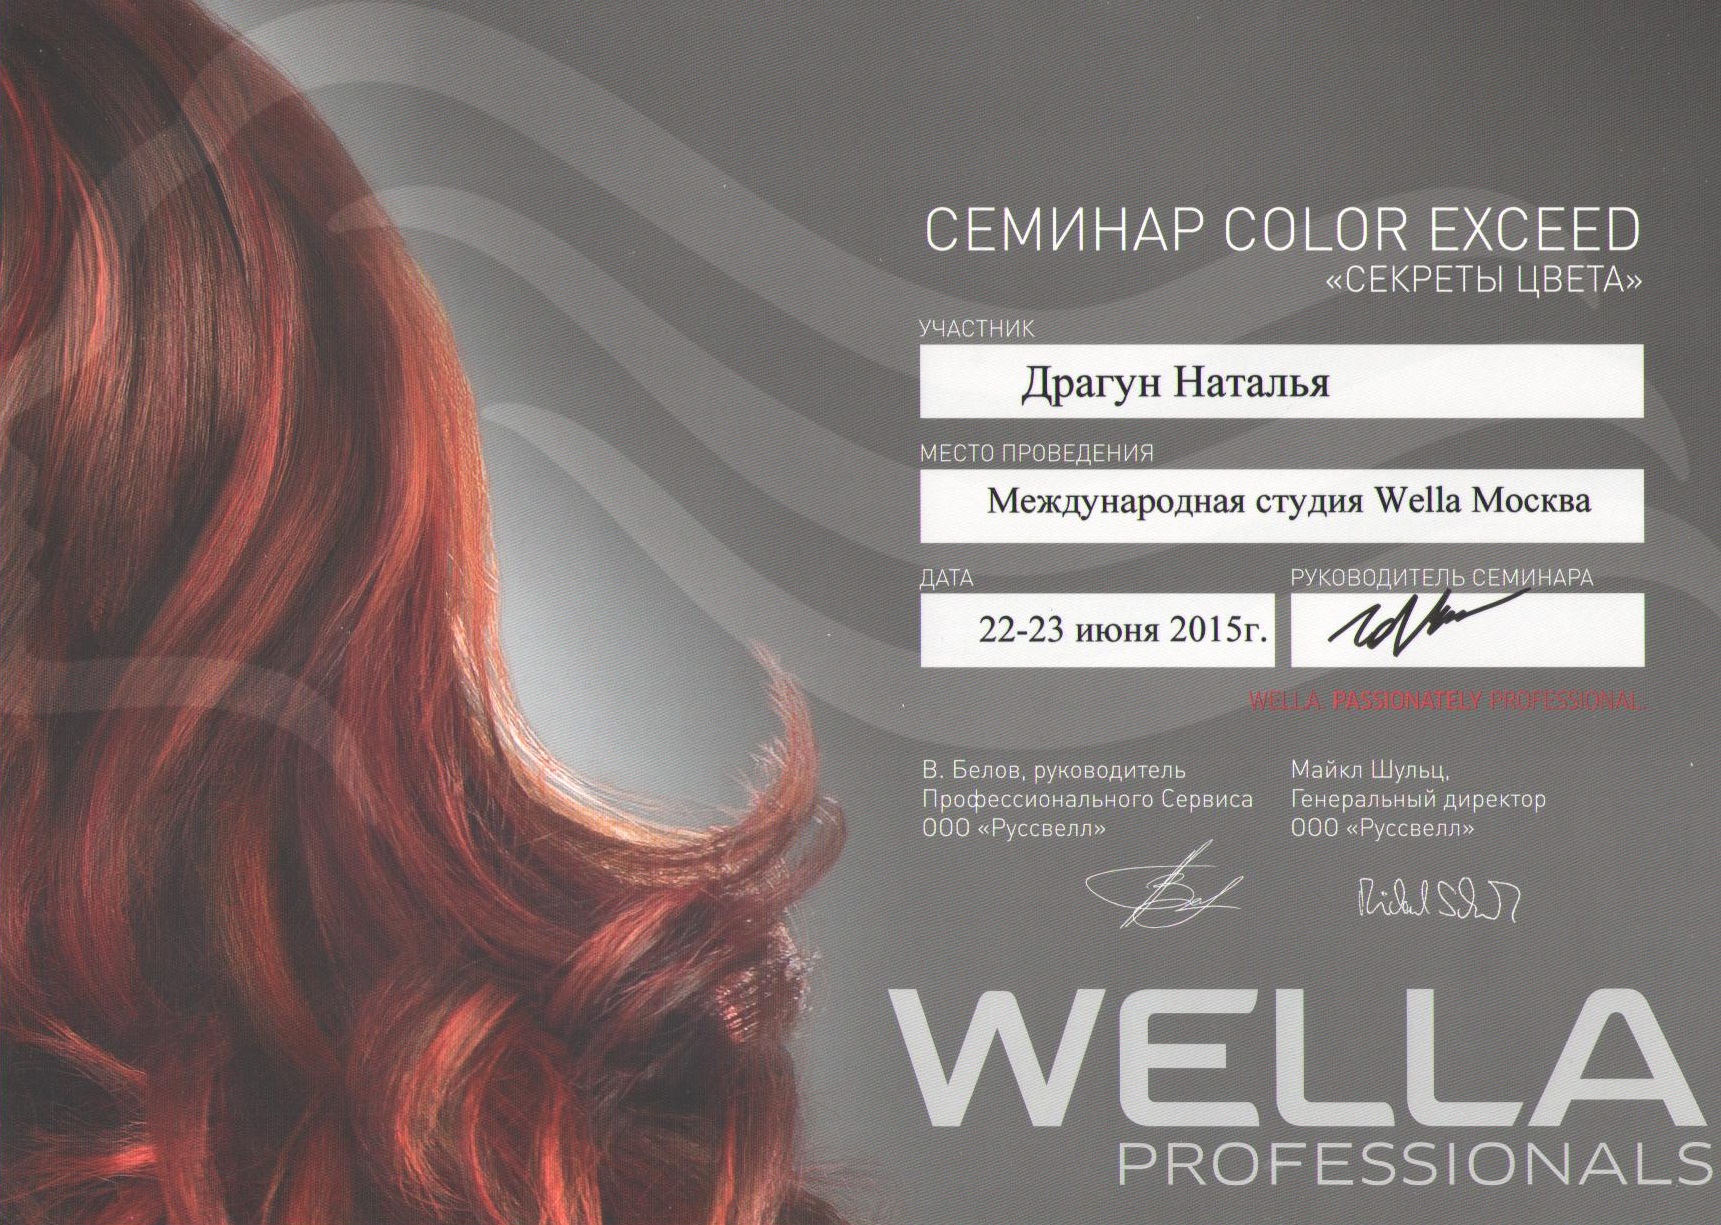 СЕМИНАР COLOR EXCEED
«СЕКРЕТЫ ЦВЕТА»
УЧАСТНИК
Драгун Наталья
МЕСТО ПРОВЕДЕНИЯ
Международная студия Wella Москва
ДАТА
22-23 июня 2015г.
РУКОВОДИТЕЛЬ СЕМИНАРА
WELLA. PASSIONATELY PROFESSIONAL.
В. Белов, руководитель
Профессионального Сервиса
ООО «Руссвелл»
Майкл Шульц,
Генеральный директор
ООО «Руссвелл»
WELLA
PROFESSIONALS